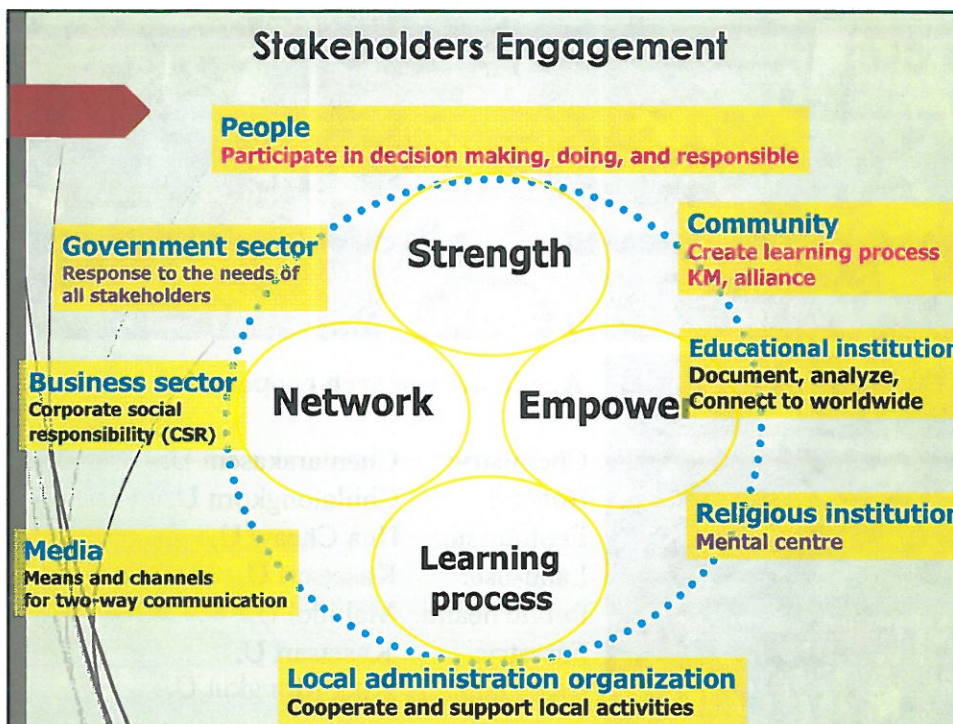 Stakeholders Engagement
People
Participate in decision making, doing, and responsible
Government sector
Response to the needs of
all stakeholders
Strength
Community
Create learning process
KM, alliance
Business sector
Corporate social
responsibility (CSR)
Network
Empower
Educational institution
Document, analyze,
Connect to worldwide
Media
Means and channels
for two-way communication
Learning
process
Religious institution
Mental centre
Local administration organization
Cooperate and support local activities